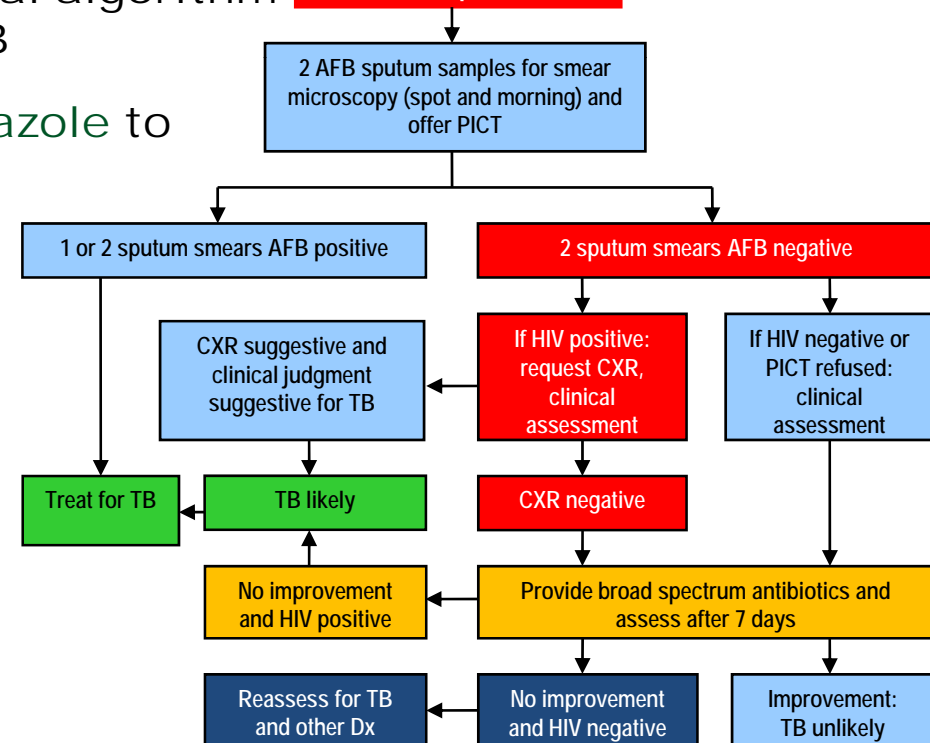 algorithm
B
azole to
2 AFB sputum samples for smear
microscopy (spot and morning) and
offer PICT
1 or 2 sputum smears AFB positive
2 sputum smears AFB negative
CXR suggestive and
clinical judgment
suggestive for TB
If HIV positive:
request CXR,
clinical
assessment
If HIV negative or
PICT refused:
clinical
assessment
Treat for TB
TB likely
CXR negative
No improvement
and HIV positive
Provide broad spectrum antibiotics and
assess after 7 days
Reassess for TB
and other Dx
No improvement
and HIV negative
Improvement:
TB unlikely